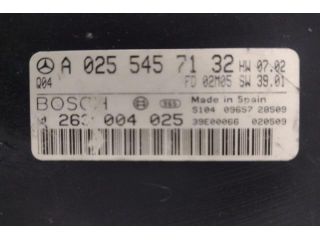 A 025 545 71 32 HW 07.02
Q04 FD 02M05 SW 39.01
BOSCH Made in Spain
S104 09657 28509
263 004 025 39E00066 020509